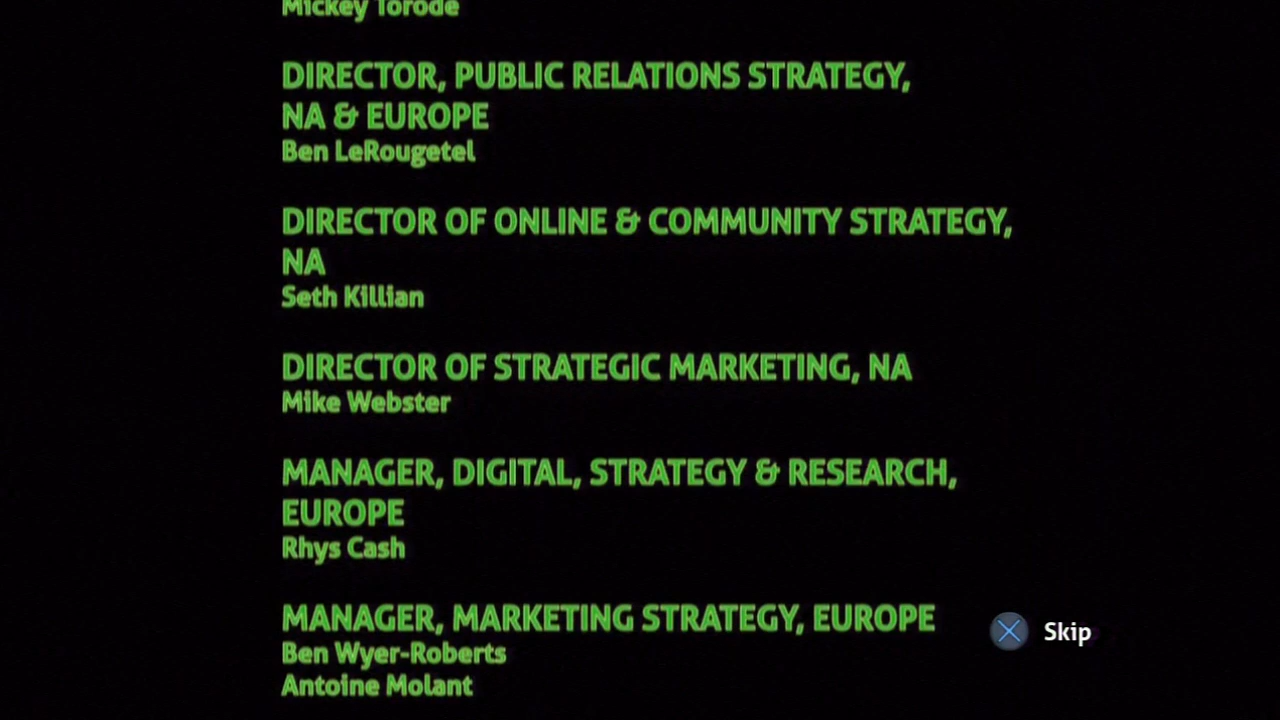 Mickey Torode
DIRECTOR, PUBLIC RELATIONS STRATEGY,
NA & EUROPE
Ben LeRougetel
DIRECTOR OF ONLINE & COMMUNITY STRATEGY,
NA
Seth Killian
DIRECTOR OF STRATEGIC MARKETING, NA
Mike Webster
MANAGER, DIGITAL, STRATEGY & RESEARCH,
EUROPE
Rhys Cash
MANAGER, MARKETING STRATEGY, EUROPE
Skip
Ben Wyer-Roberts
Antoine Molant